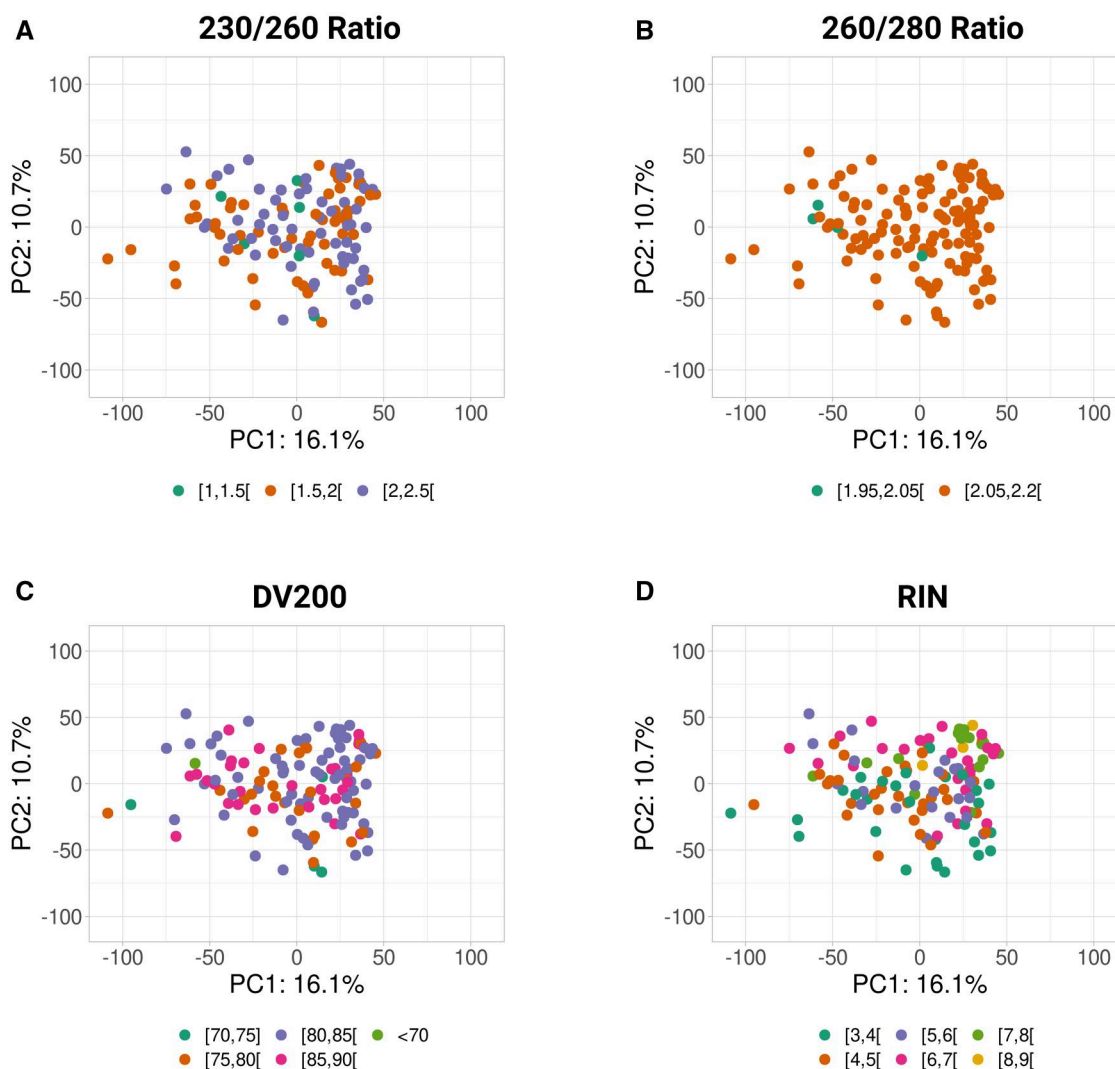 A
230/260 Ratio
PC2: 10.7%
100
50
0
-50
-100
-100 -50 0 50 100
PC1: 16.1%
[1,1.5[ [1.5,2[ [2,2.5[
B
260/280 Ratio
PC2: 10.7%
100
50
0
-50
-100
-100 -50 0 50 100
PC1: 16.1%
[1.95,2.05[ [2.05,2.2[
C
DV200
PC2: 10.7%
100
50
0
-50
-100
-100 -50 0 50 100
PC1: 16.1%
[70,75] [80,85[ <70
[75,80[ [85,90[
D
RIN
PC2: 10.7%
100
50
0
-50
-100
-100 -50 0 50 100
PC1: 16.1%
[3,4[ [5,6[ [7,8[
[4,5[ [6,7[ [8,9[